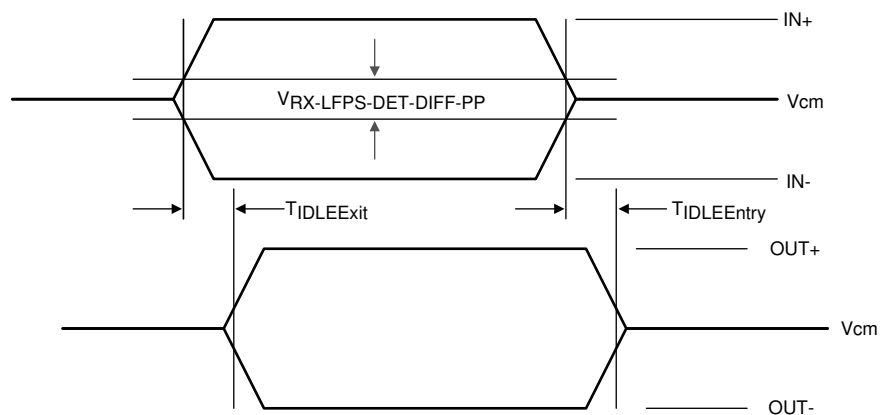 IN+
VRX-LFPS-DET-DIFF-PP
Vcm
IN-
TIDLEExit
TIDLEEntry
OUT+
Vcm
OUT-